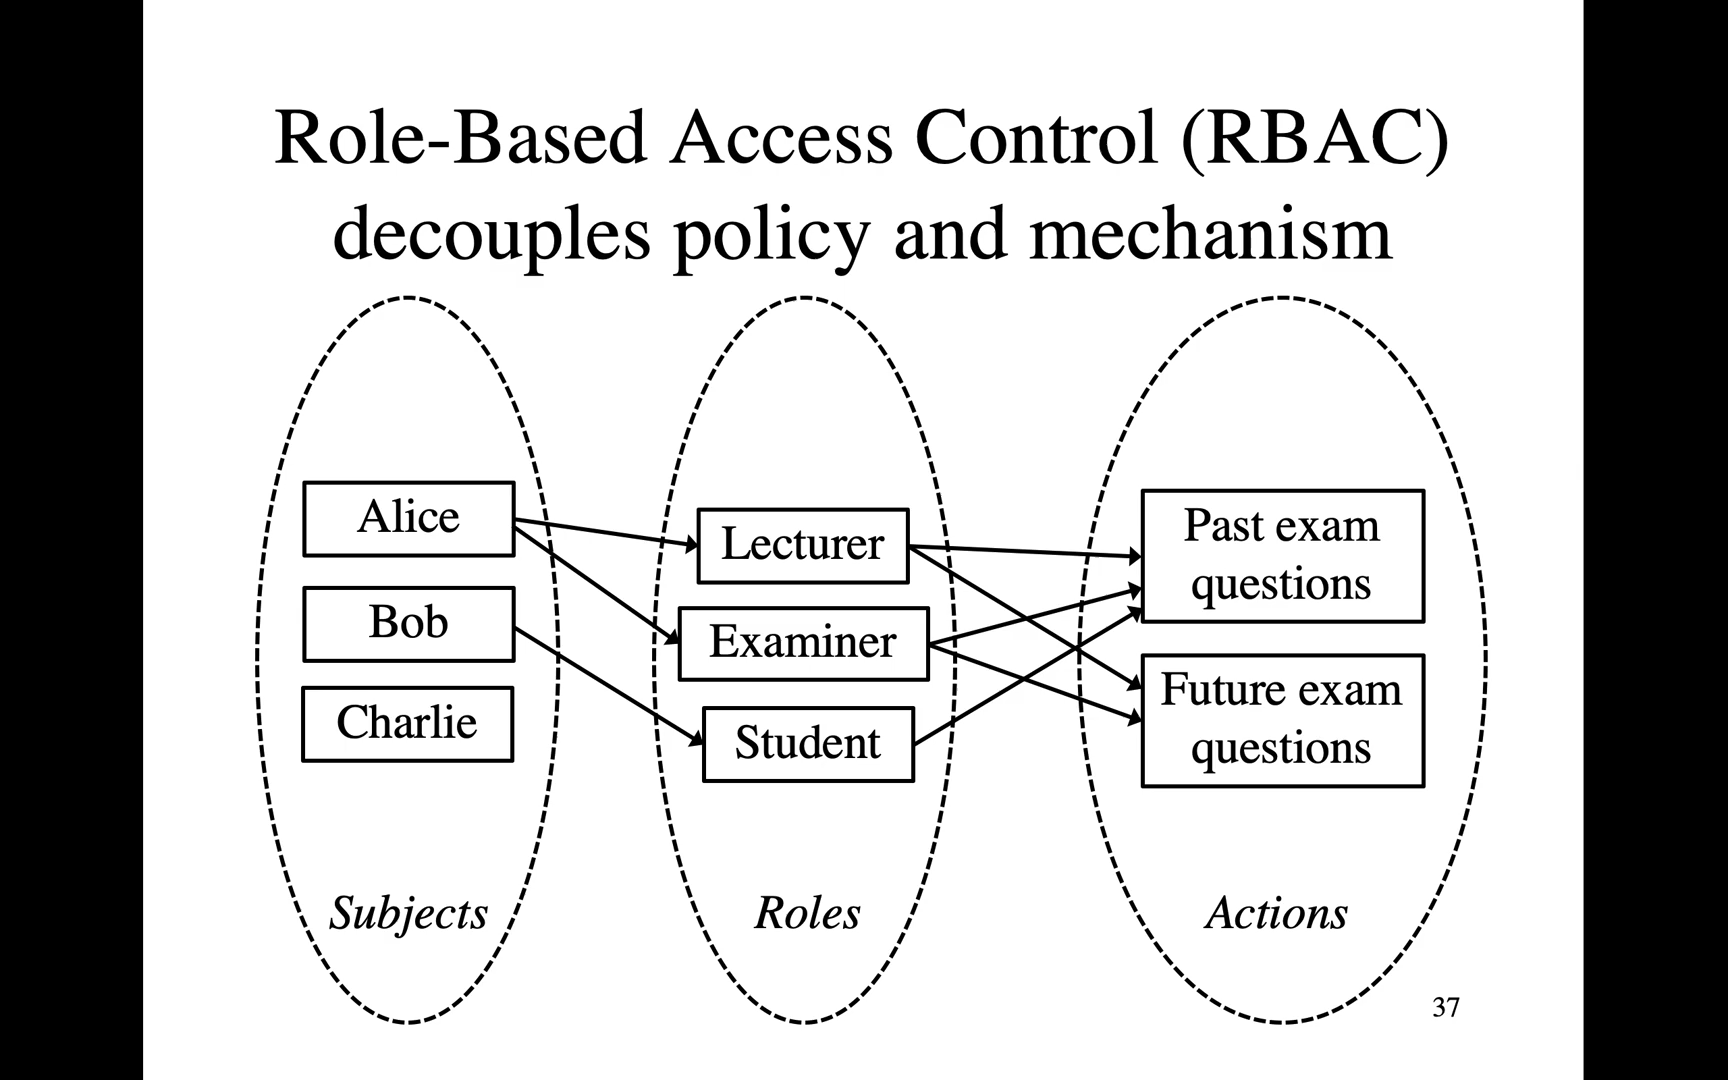 Role-Based Access Control (RBAC)
decouples policy and mechanism
Alice
Bob
Charlie
Subjects
Lecturer
Examiner
Student
Roles
Past exam
questions
Future exam
questions
Actions
37